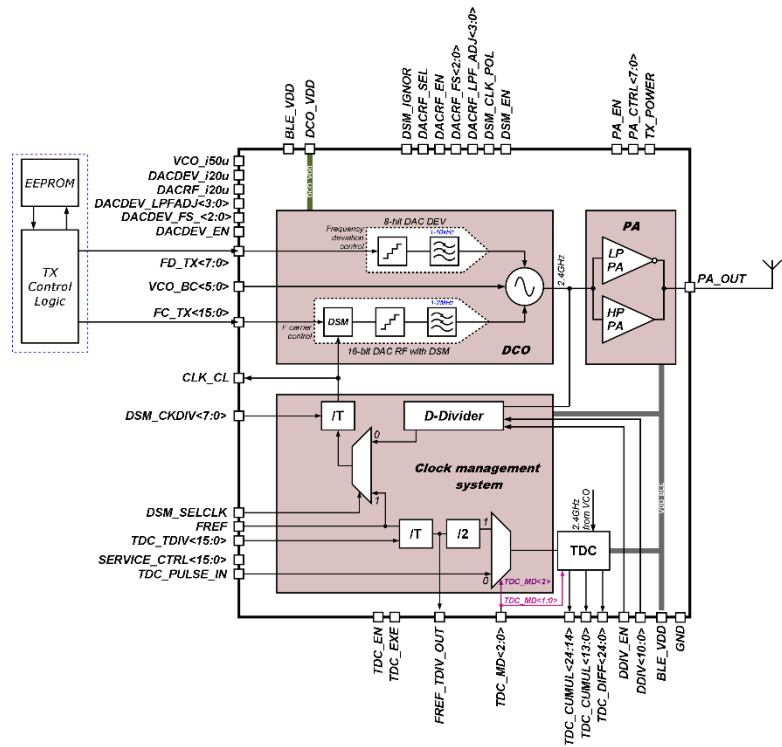 BLE_VDD
DCO_VDD
DSM_IGNOR
DACRF_SEL
DACRF_EN
DACRF_FS<2:0>
DACRF_LPF_ADJ<3:0>
DSM_CLK_POL
DSM_EN
PA_EN
PA_CTRL<7:0>
TX_POWER
VCO_i50u
DACDEV_i20u
DACRF_i20u
DACDEV_LPFADJ<3:0>
DACDEV_FS_<2:0>
DACDEV_EN
FD_TX<7:0>
VCO_BC<5:0>
FC_TX<15:0>
CLK_CL
DSM_CKDIV<7:0>
DSM_SELCLK
FREF
TDC_TDIV<15:0>
SERVICE_CTRL<15:0>
TDC_PULSE_IN
EEPROM
TX
Control
Logic
DCO_VDD
8-bit DAC DEV
Frequency
deviation
control
1-10kHz
F carrier
control
DSM
1-2MHz
16-bit DAC RF with DSM
DCO
2.4GHz
PA
LP
PA
HP
PA
PA_OUT
/T
D-Divider
0
1
Clock management
system
/T
/2
1
0
2.4GHz
from VCO
TDC
TDC_MD<2>
TDC_MD<1:0>
TDC_EN
TDC_EXE
FREF_TDIV_OUT
TDC_MD<2:0>
TDC_CUMUL<24:14>
TDC_CUMUL<13:0>
TDC_DIFF<24:0>
DDIV_EN
DDIV<10:0>
BLE_VDD
GND